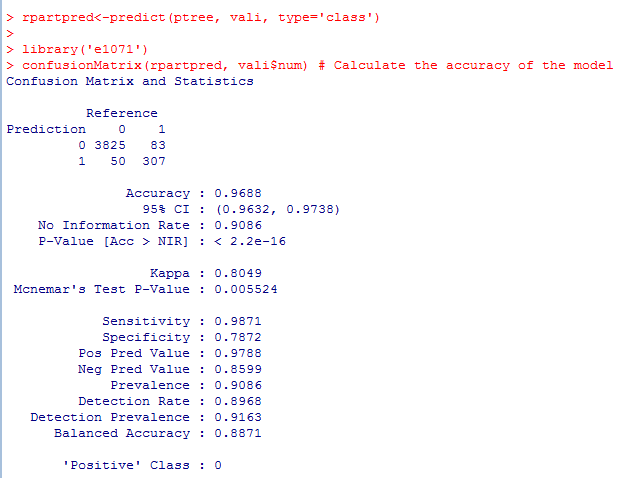 > rpartpred<-predict(ptree, vali, type='class')
>
> library('e1071')
> confusionMatrix(rpartpred, vali$num) # Calculate the accuracy of the model
Confusion Matrix and Statistics
Reference
Prediction 0 1
0 3825 83
1 50 307
Accuracy : 0.9688
95% CI : (0.9632, 0.9738)
No Information Rate : 0.9086
P-Value [Acc > NIR] : < 2.2e-16
Kappa : 0.8049
Mcnemar's Test P-Value : 0.005524
Sensitivity : 0.9871
Specificity : 0.7872
Pos Pred Value : 0.9788
Neg Pred Value : 0.8599
Prevalence : 0.9086
Detection Rate : 0.8968
Detection Prevalence : 0.9163
Balanced Accuracy : 0.8871
'Positive' Class : 0